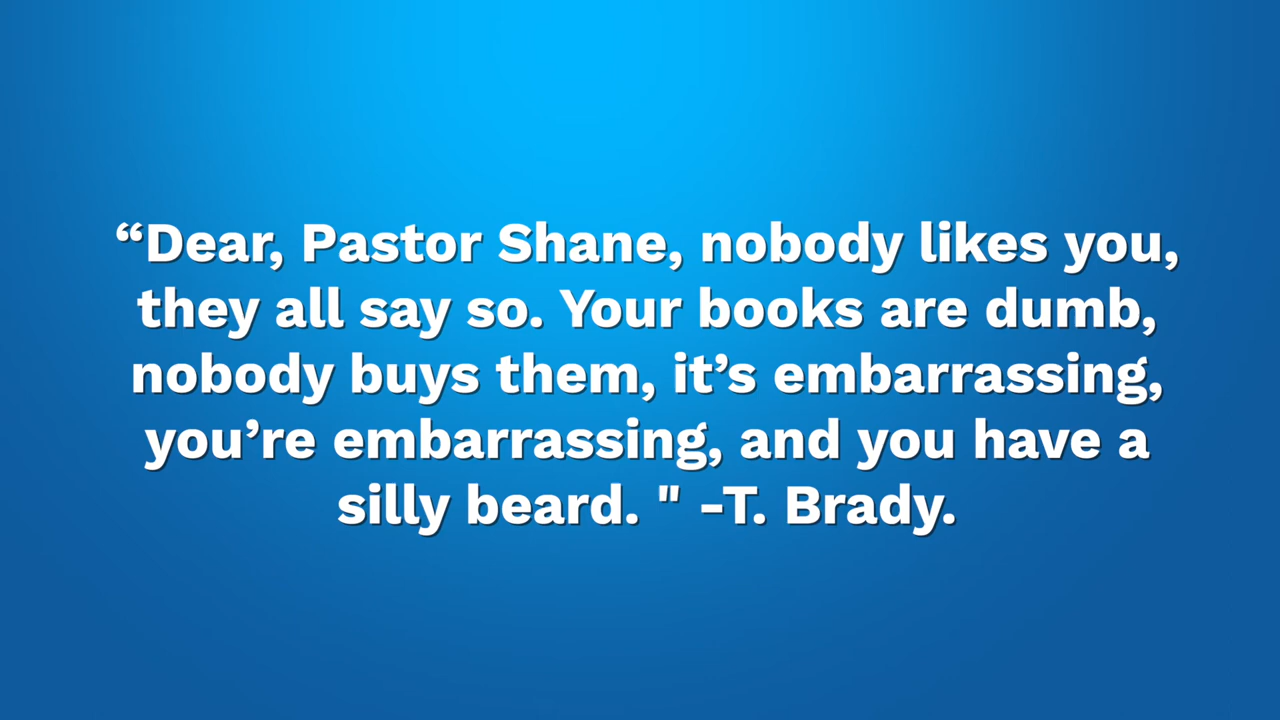 “Dear, Pastor Shane, nobody likes you,
they all say so. Your books are dumb,
nobody buys them, it’s embarrassing,
you’re embarrassing, and you have a
silly beard. " -T. Brady.